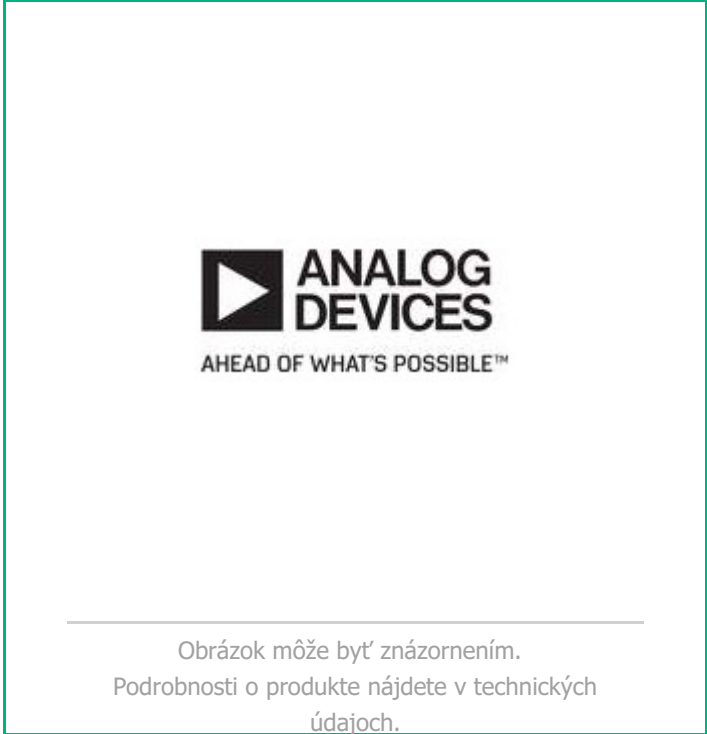 ANALOG
DEVICES
AHEAD OF WHAT'S POSSIBLE™
Obrázok môže byť znázornením.
Podrobnosti o produkte nájdete v technických
údajoch.